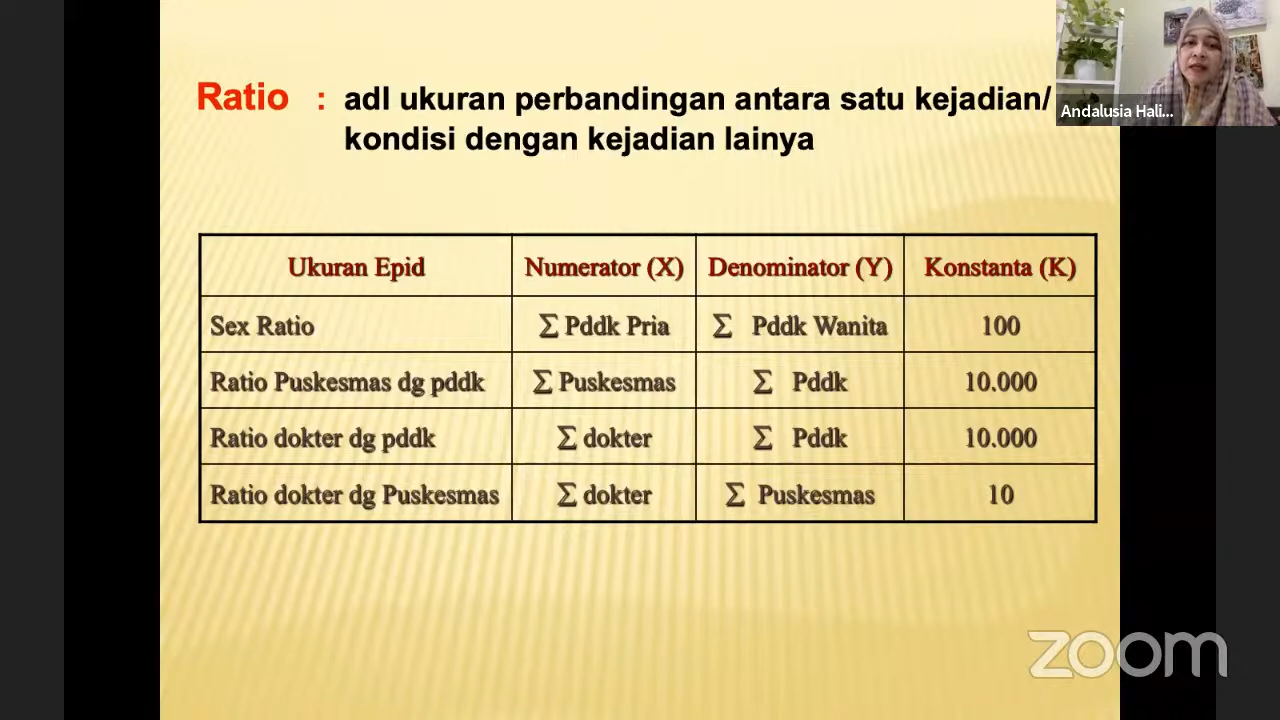 Ratio : adl ukuran perbandingan antara satu kejadian/
kondisi dengan kejadian lainya
Andalusia Hali...
Ukuran Epid Numerator (X) Denominator (Y) Konstanta (K)
Sex Ratio ∑ Pddk Pria ∑ Pddk Wanita 100
Ratio Puskesmas dg pddk ∑ Puskesmas ∑ Pddk 10.000
Ratio dokter dg pddk ∑ dokter ∑ Pddk 10.000
Ratio dokter dg Puskesmas ∑ dokter ∑ Puskesmas 10
zoom